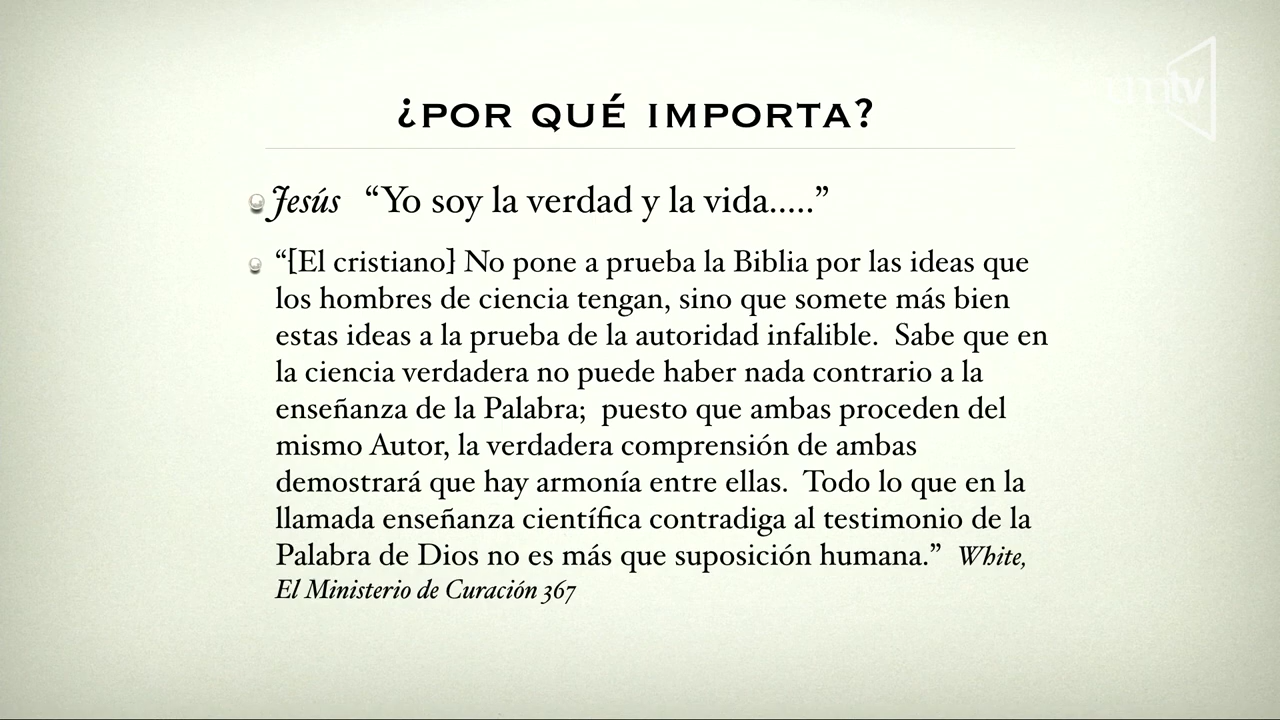 ¿POR QUÉ IMPORTA?
Jesús “Yo soy la verdad y la vida.....”
“[El cristiano] No pone a prueba la Biblia por las ideas que
los hombres de ciencia tengan, sino que somete más bien
estas ideas a la prueba de la autoridad infalible. Sabe que en
la ciencia verdadera no puede haber nada contrario a la
enseñanza de la Palabra; puesto que ambas proceden del
mismo Autor, la verdadera comprensión de ambas
demostrará que hay armonía entre ellas. Todo lo que en la
llamada enseñanza científica contradiga al testimonio de la
Palabra de Dios no es más que suposición humana.” White,
El Ministerio de Curación 367